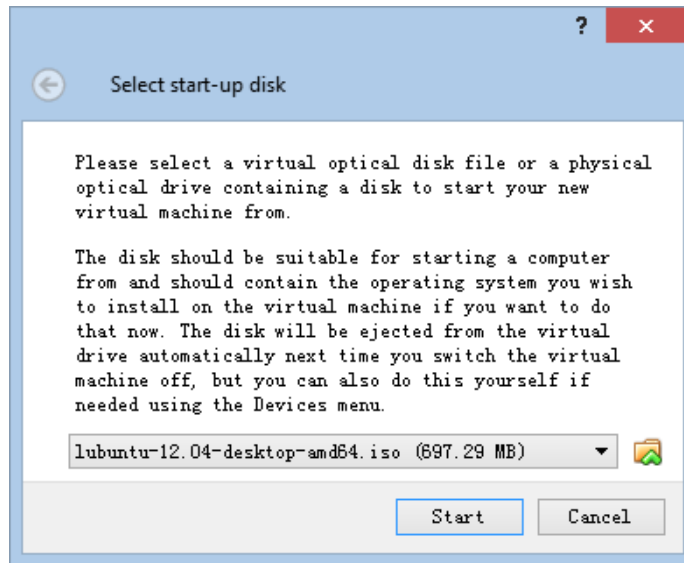 ?
Select start-up disk
Please select a virtual optical disk file or a physical
optical drive containing a disk to start your new
virtual machine from.
The disk should be suitable for starting a computer
from and should contain the operating system you wish
to install on the virtual machine if you want to do
that now. The disk will be ejected from the virtual
drive automatically next time you switch the virtual
machine off, but you can also do this yourself if
needed using the Devices menu.
lubuntu-12.04-desktop-amd64.iso (697.29 MB)
Start Cancel